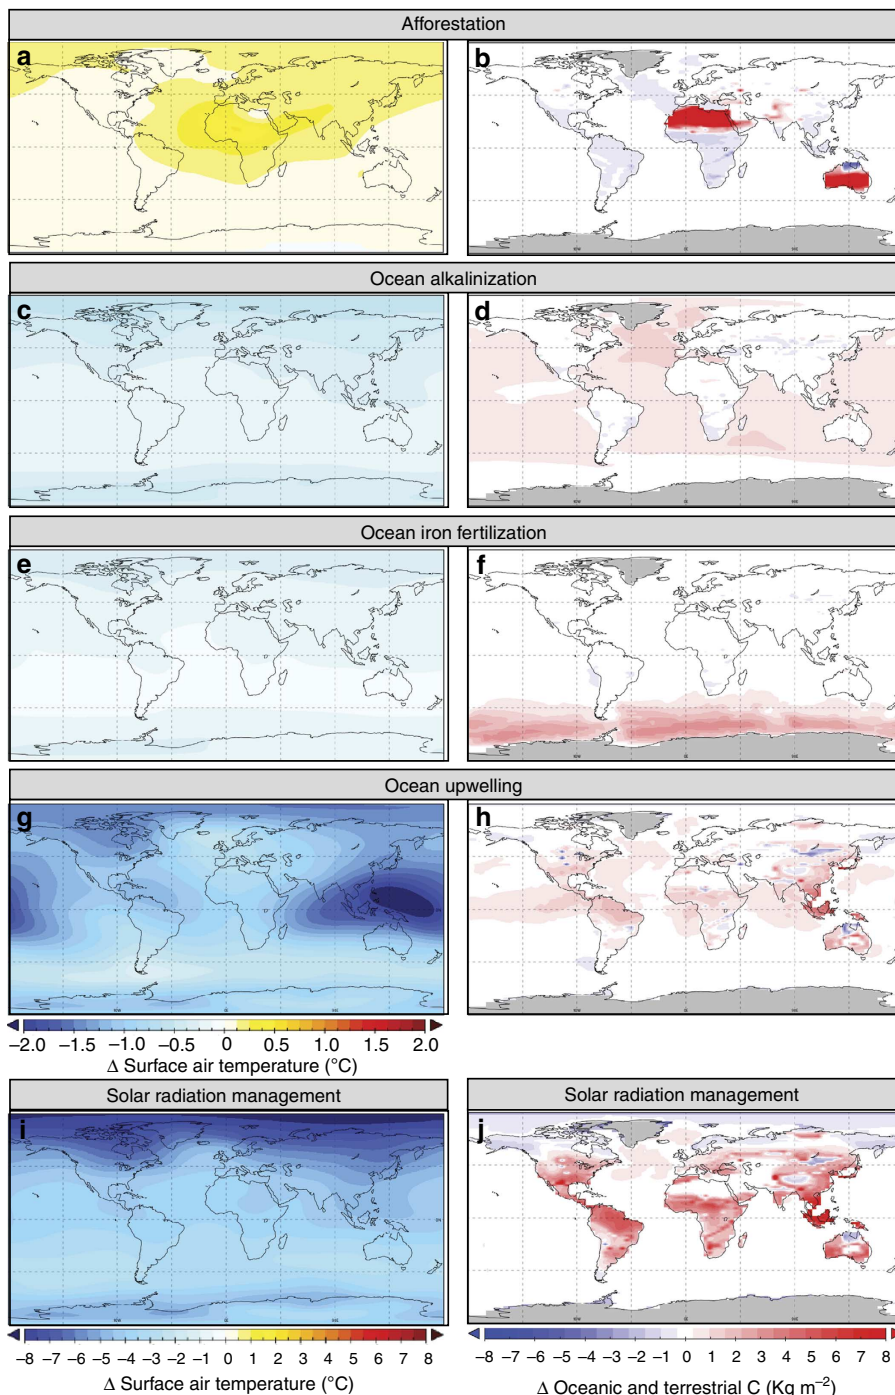 Afforestation
a
b
Ocean alkalinization
c
d
Ocean iron fertilization
e
f
Ocean upwelling
g
h
−2.0 −1.5 −1.0 −0.5 0 0.5 1.0 1.5 2.0
Δ Surface air temperature (°C)
Solar radiation management
Solar radiation management
i
j
−8 −7 −6 −5 −4 −3 −2 −1 0 1 2 3 4 5 6 7 8
Δ Surface air temperature (°C)
−8 −7 −6 −5 −4 −3 −2 −1 0 1 2 3 4 5 6 7 8
Δ Oceanic and terrestrial C (Kg m⁻²)